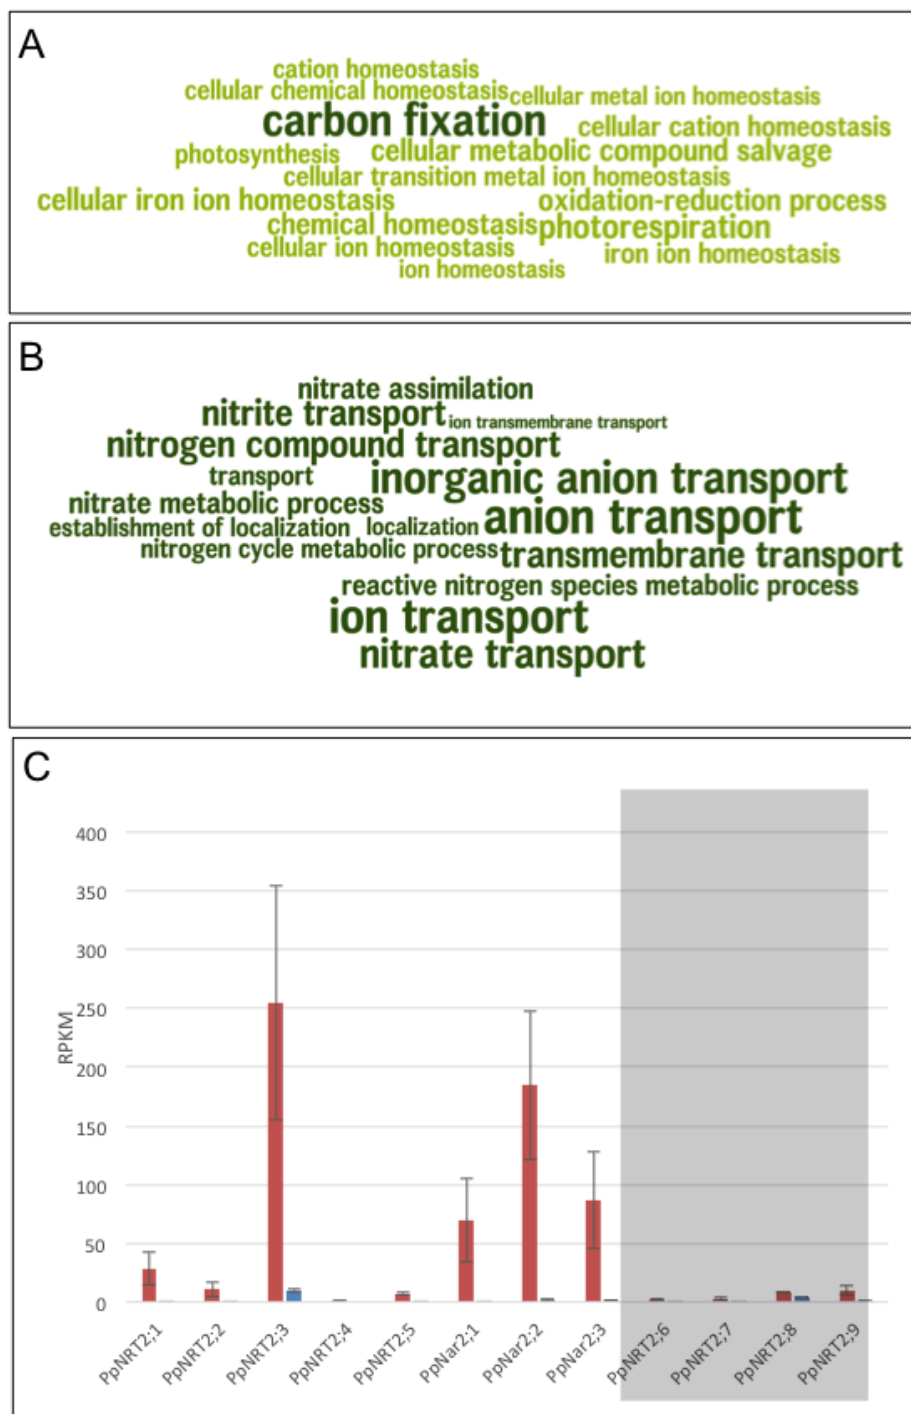 A
cation homeostasis
cellular chemical homeostasis
cellular metal ion homeostasis
carbon fixation
cellular cation homeostasis
photosynthesis
cellular metabolic compound salvage
cellular transition metal ion homeostasis
cellular iron ion homeostasis
oxidation-reduction process
chemical homeostasis
photorespiration
cellular ion homeostasis
iron ion homeostasis
ion homeostasis
B
nitrate assimilation
nitrite transport
ion transmembrane transport
nitrogen compound transport
transport
inorganic anion transport
nitrate metabolic process
establishment of localization
localization
anion transport
nitrogen cycle metabolic process
transmembrane transport
reactive nitrogen species metabolic process
ion transport
nitrate transport
C
400
350
300
250
200
150
100
50
0
RPKM
PpNRT2;1
PpNRT2;2
PpNRT2;3
PpNRT2;4
PpNRT2;5
PpNar2;1
PpNar2;2
PpNar2;3
PpNRT2;6
PpNRT2;7
PpNRT2;8
PpNRT2;9